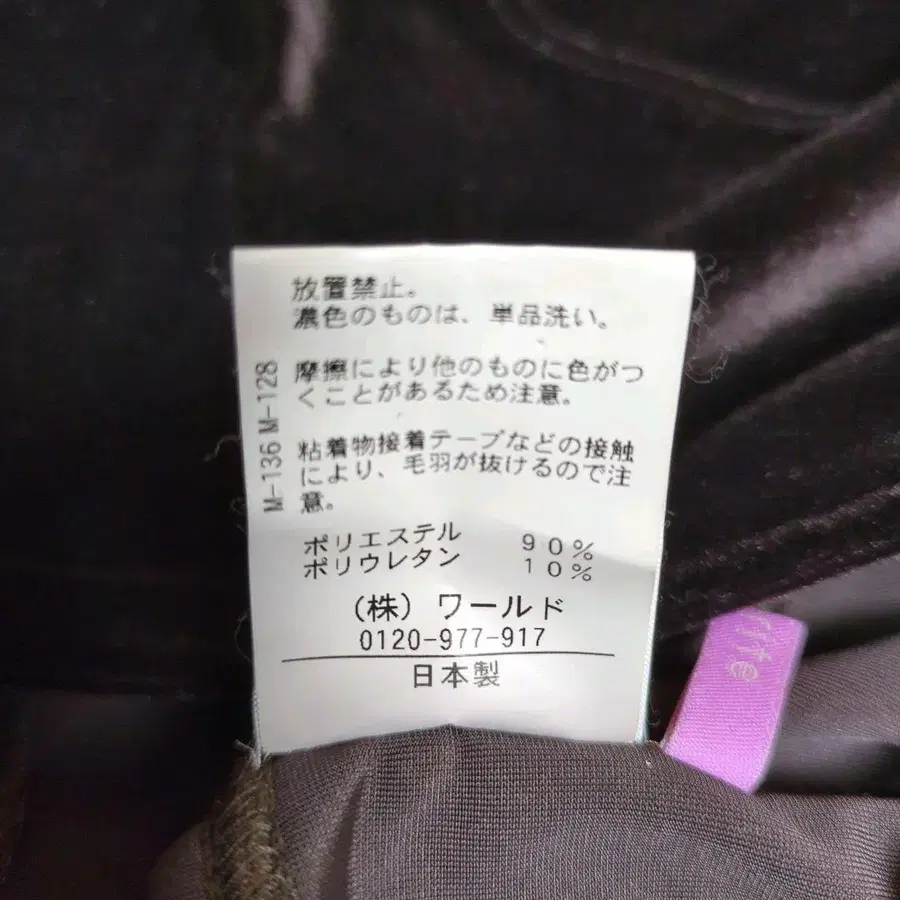 放置禁止。
濃色のものは、単品洗い。
摩擦により他のものに色がつ
くことがあるため注意。
粘着物接着テープなどの接触
により、毛羽が抜けるので注
意。
M-136 M-128
ポリエステル 90%
ポリウレタン 10%
(株) ワールド
0120-977-917
日本製